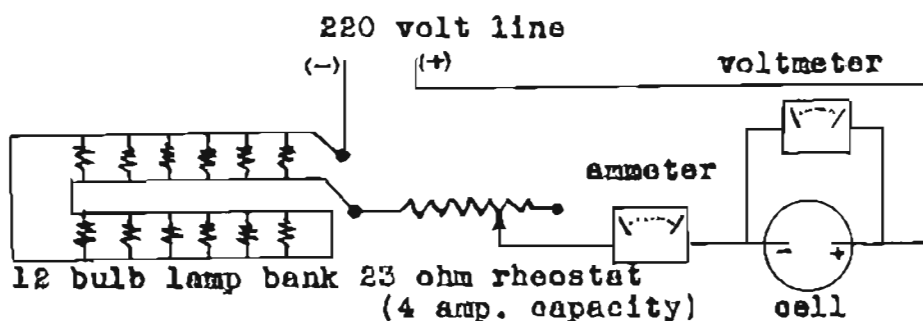 220 volt line
(-) (+)
voltmeter
ammeter
- +
12 bulb lamp bank
23 ohm rheostat
(4 amp. capacity)
cell